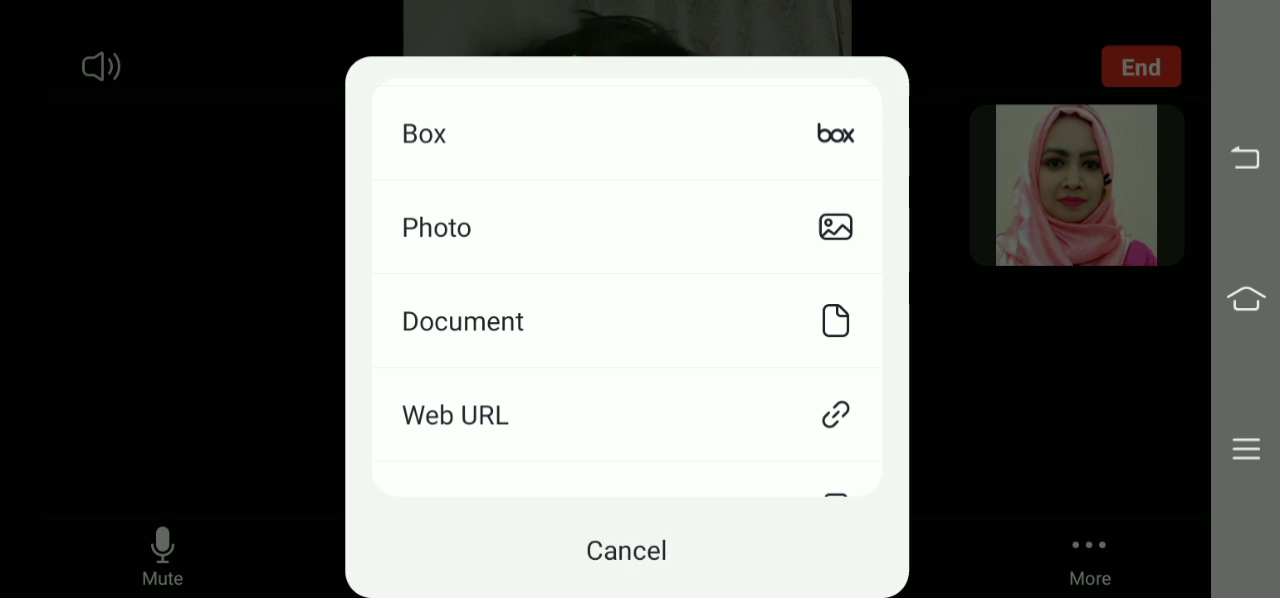 End
Box
box
Photo
Document
Web URL
Cancel
Mute
More